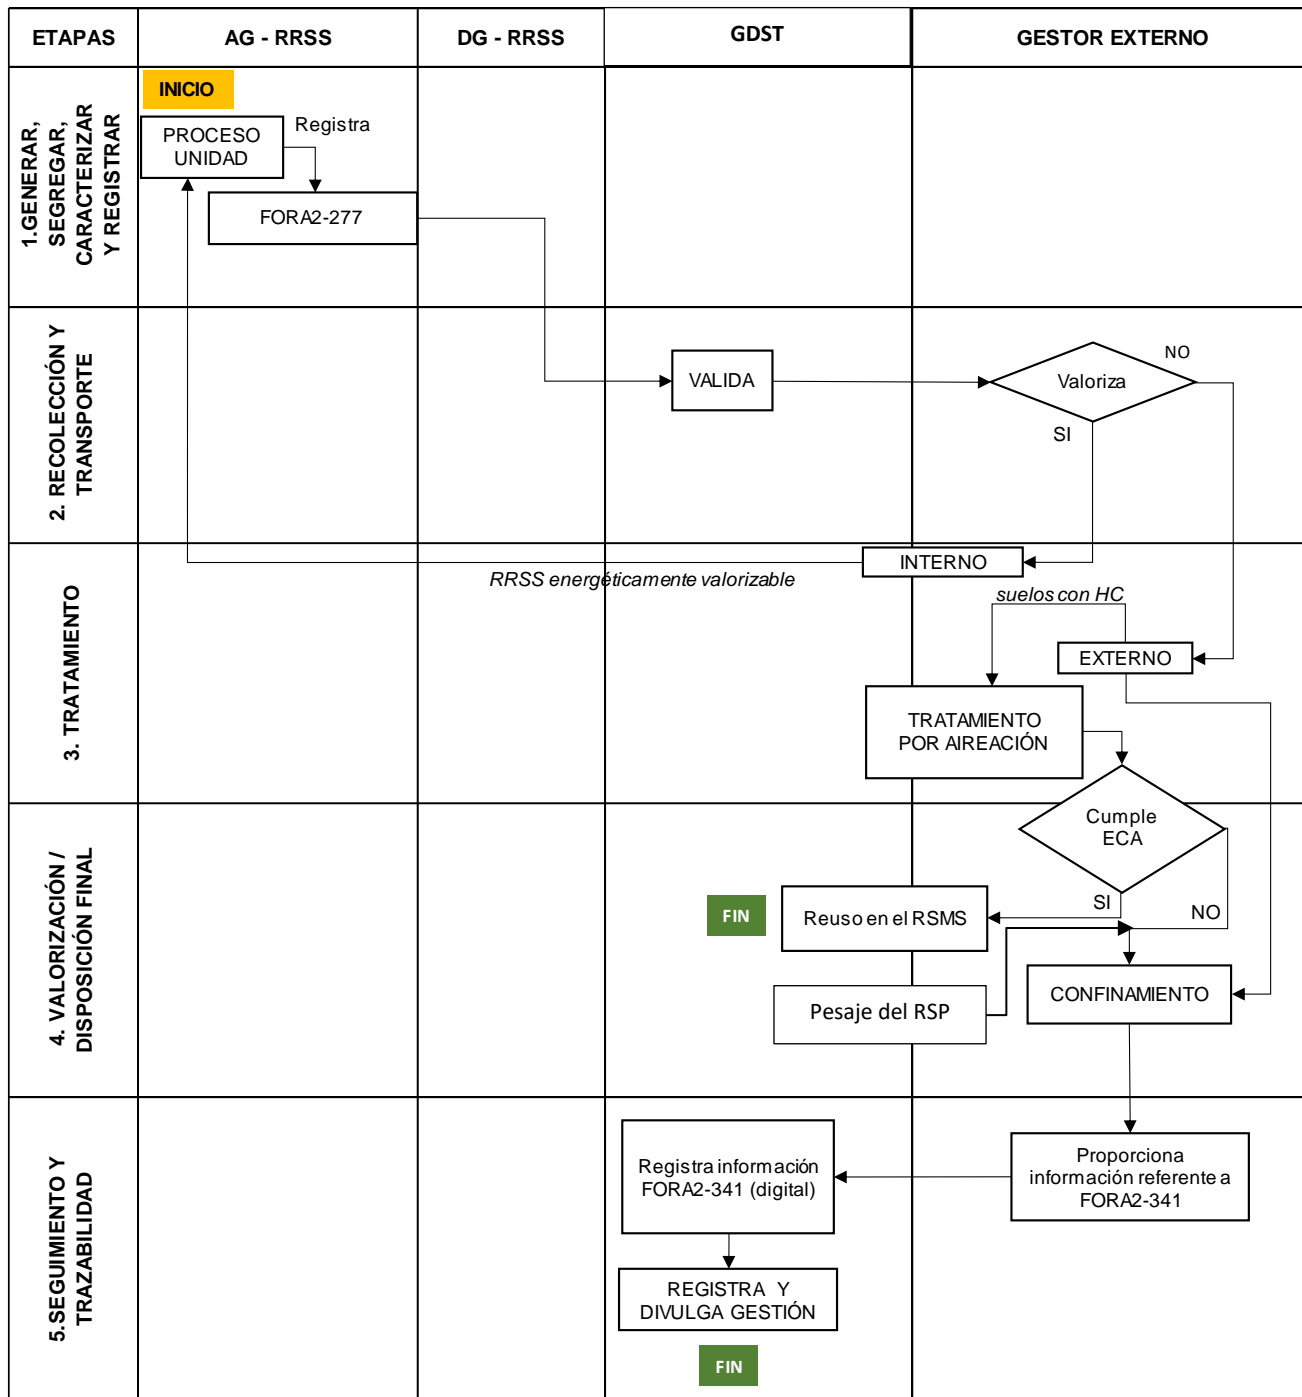 ETAPAS
AG - RRSS
DG - RRSS
GDST
GESTOR EXTERNO
1.GENERAR,
SEGREGAR,
CARACTERIZAR
Y REGISTRAR
INICIO
PROCESO
UNIDAD
Registra
FORA2-277
2. RECOLECCIÓN Y
TRANSPORTE
VALIDA
Valoriza
NO
SI
3. TRATAMIENTO
INTERNO
RRSS energéticamente valorizable
suelos con HC
EXTERNO
TRATAMIENTO
POR AIREACIÓN
4. VALORIZACIÓN /
DISPOSICIÓN FINAL
Cumple
ECA
SI
NO
FIN
Reuso en el RSMS
Pesaje del RSP
CONFINAMIENTO
5.SEGUIMIENTO Y
TRAZABILIDAD
Registra información
FORA2-341 (digital)
Proporciona
información referente a
FORA2-341
REGISTRA Y
DIVULGA GESTIÓN
FIN